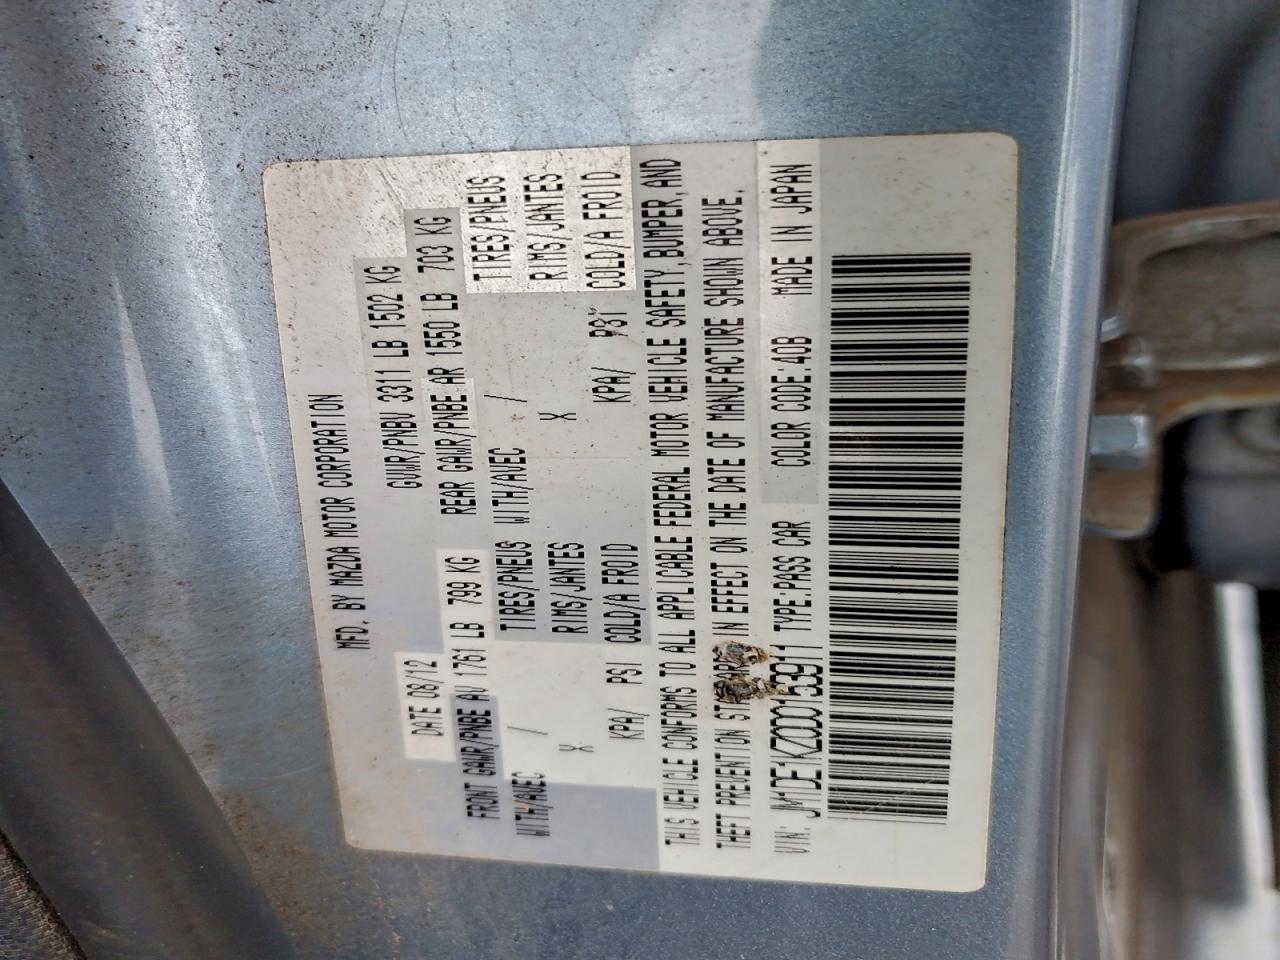 MFD. BY MAZDA MOTOR CORPORATION
DATE 08/12 GVWR/PNBV 3311 LB 1502 KG
FRONT GAWR/PNBE AV 1761 LB 799 KG REAR GAWR/PNBE AR 1550 LB 703 KG
WITH/AVEC / TIRES/PNEUS WITH/AVEC / TIRES/PNEUS
X RIMS/JANTES X RIMS/JANTES
KPA/ PSI COLD/A FROID KPA/ PSI COLD/A FROID
THIS VEHICLE CONFORMS TO ALL APPLICABLE FEDERAL MOTOR VEHICLE SAFETY, BUMPER, AND
THEFT PREVENTION IN EFFECT ON THE DATE OF MANUFACTURE SHOWN ABOVE.
VIN: JM1DE1KZ0D0153911 TYPE:PASS CAR COLOR CODE:40B MADE IN JAPAN